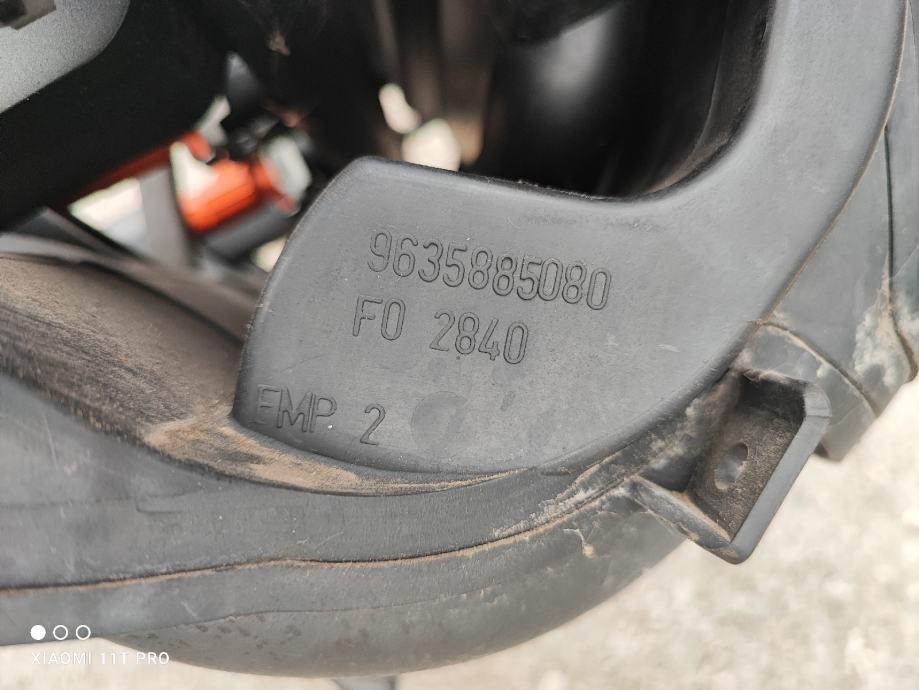 9635885080
F0 2840
EMP 2
XIAOMI 11T PRO